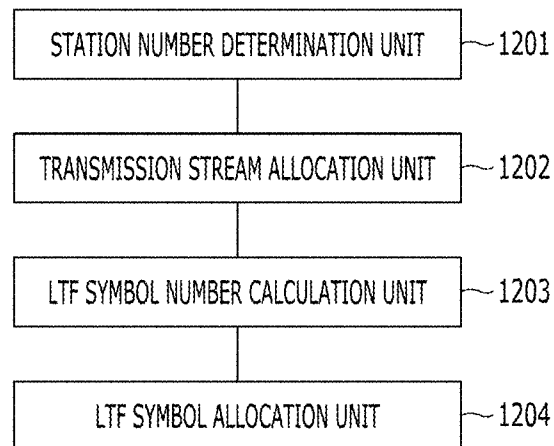 STATION NUMBER DETERMINATION UNIT 1201
TRANSMISSION STREAM ALLOCATION UNIT 1202
LTF SYMBOL NUMBER CALCULATION UNIT 1203
LTF SYMBOL ALLOCATION UNIT 1204